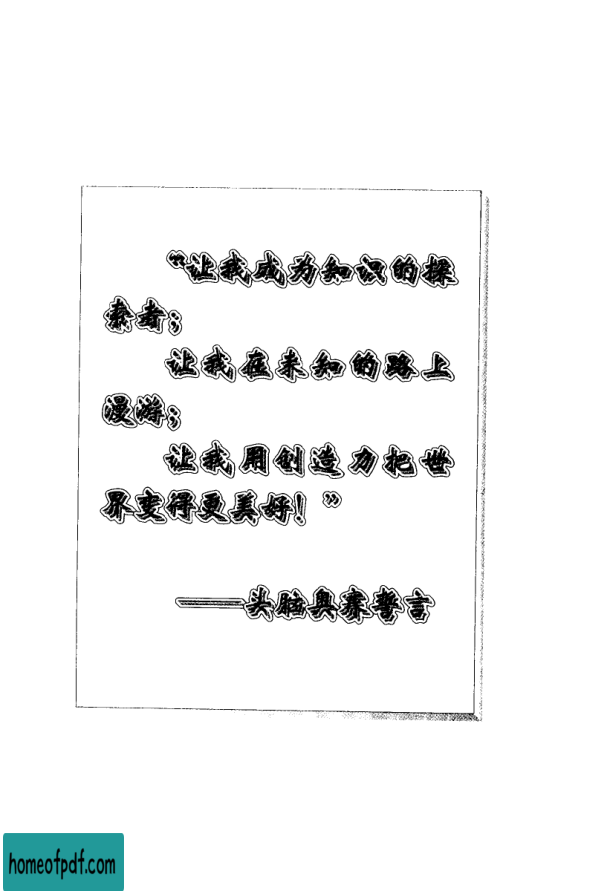 “让我成为知识的探
索者；
让我在未知的路上
漫游；
让我用创造力把世
界变得更美好！”
——头脑奥赛誓言
homeofpdf.com